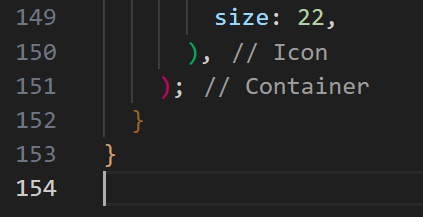 149 size: 22,
150 ), // Icon
151 ); // Container
152 }
153 }
154